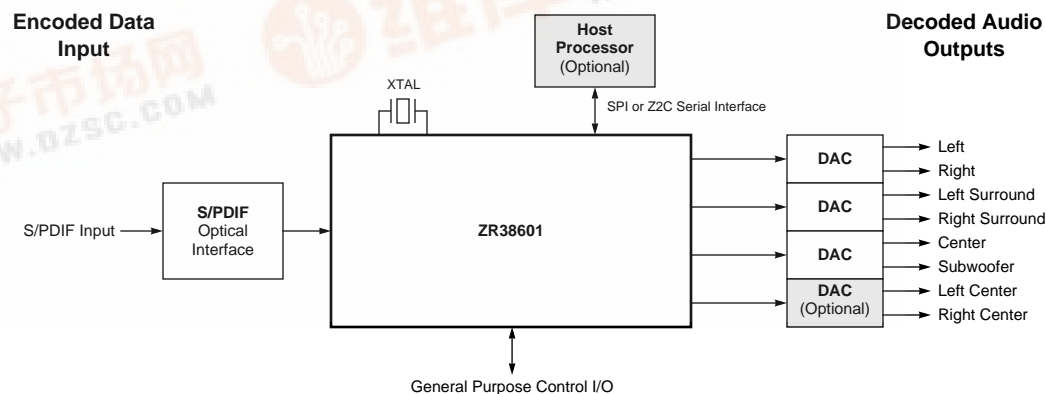 Encoded Data
Input
Host
Processor
(Optional)
Decoded Audio
Outputs
XTAL
SPI or Z2C Serial Interface
S/PDIF Input
S/PDIF
Optical
Interface
ZR38601
DAC
Left
Right
DAC
Left Surround
Right Surround
DAC
Center
Subwoofer
DAC
(Optional)
Left Center
Right Center
General Purpose Control I/O
W.DZSC.COM